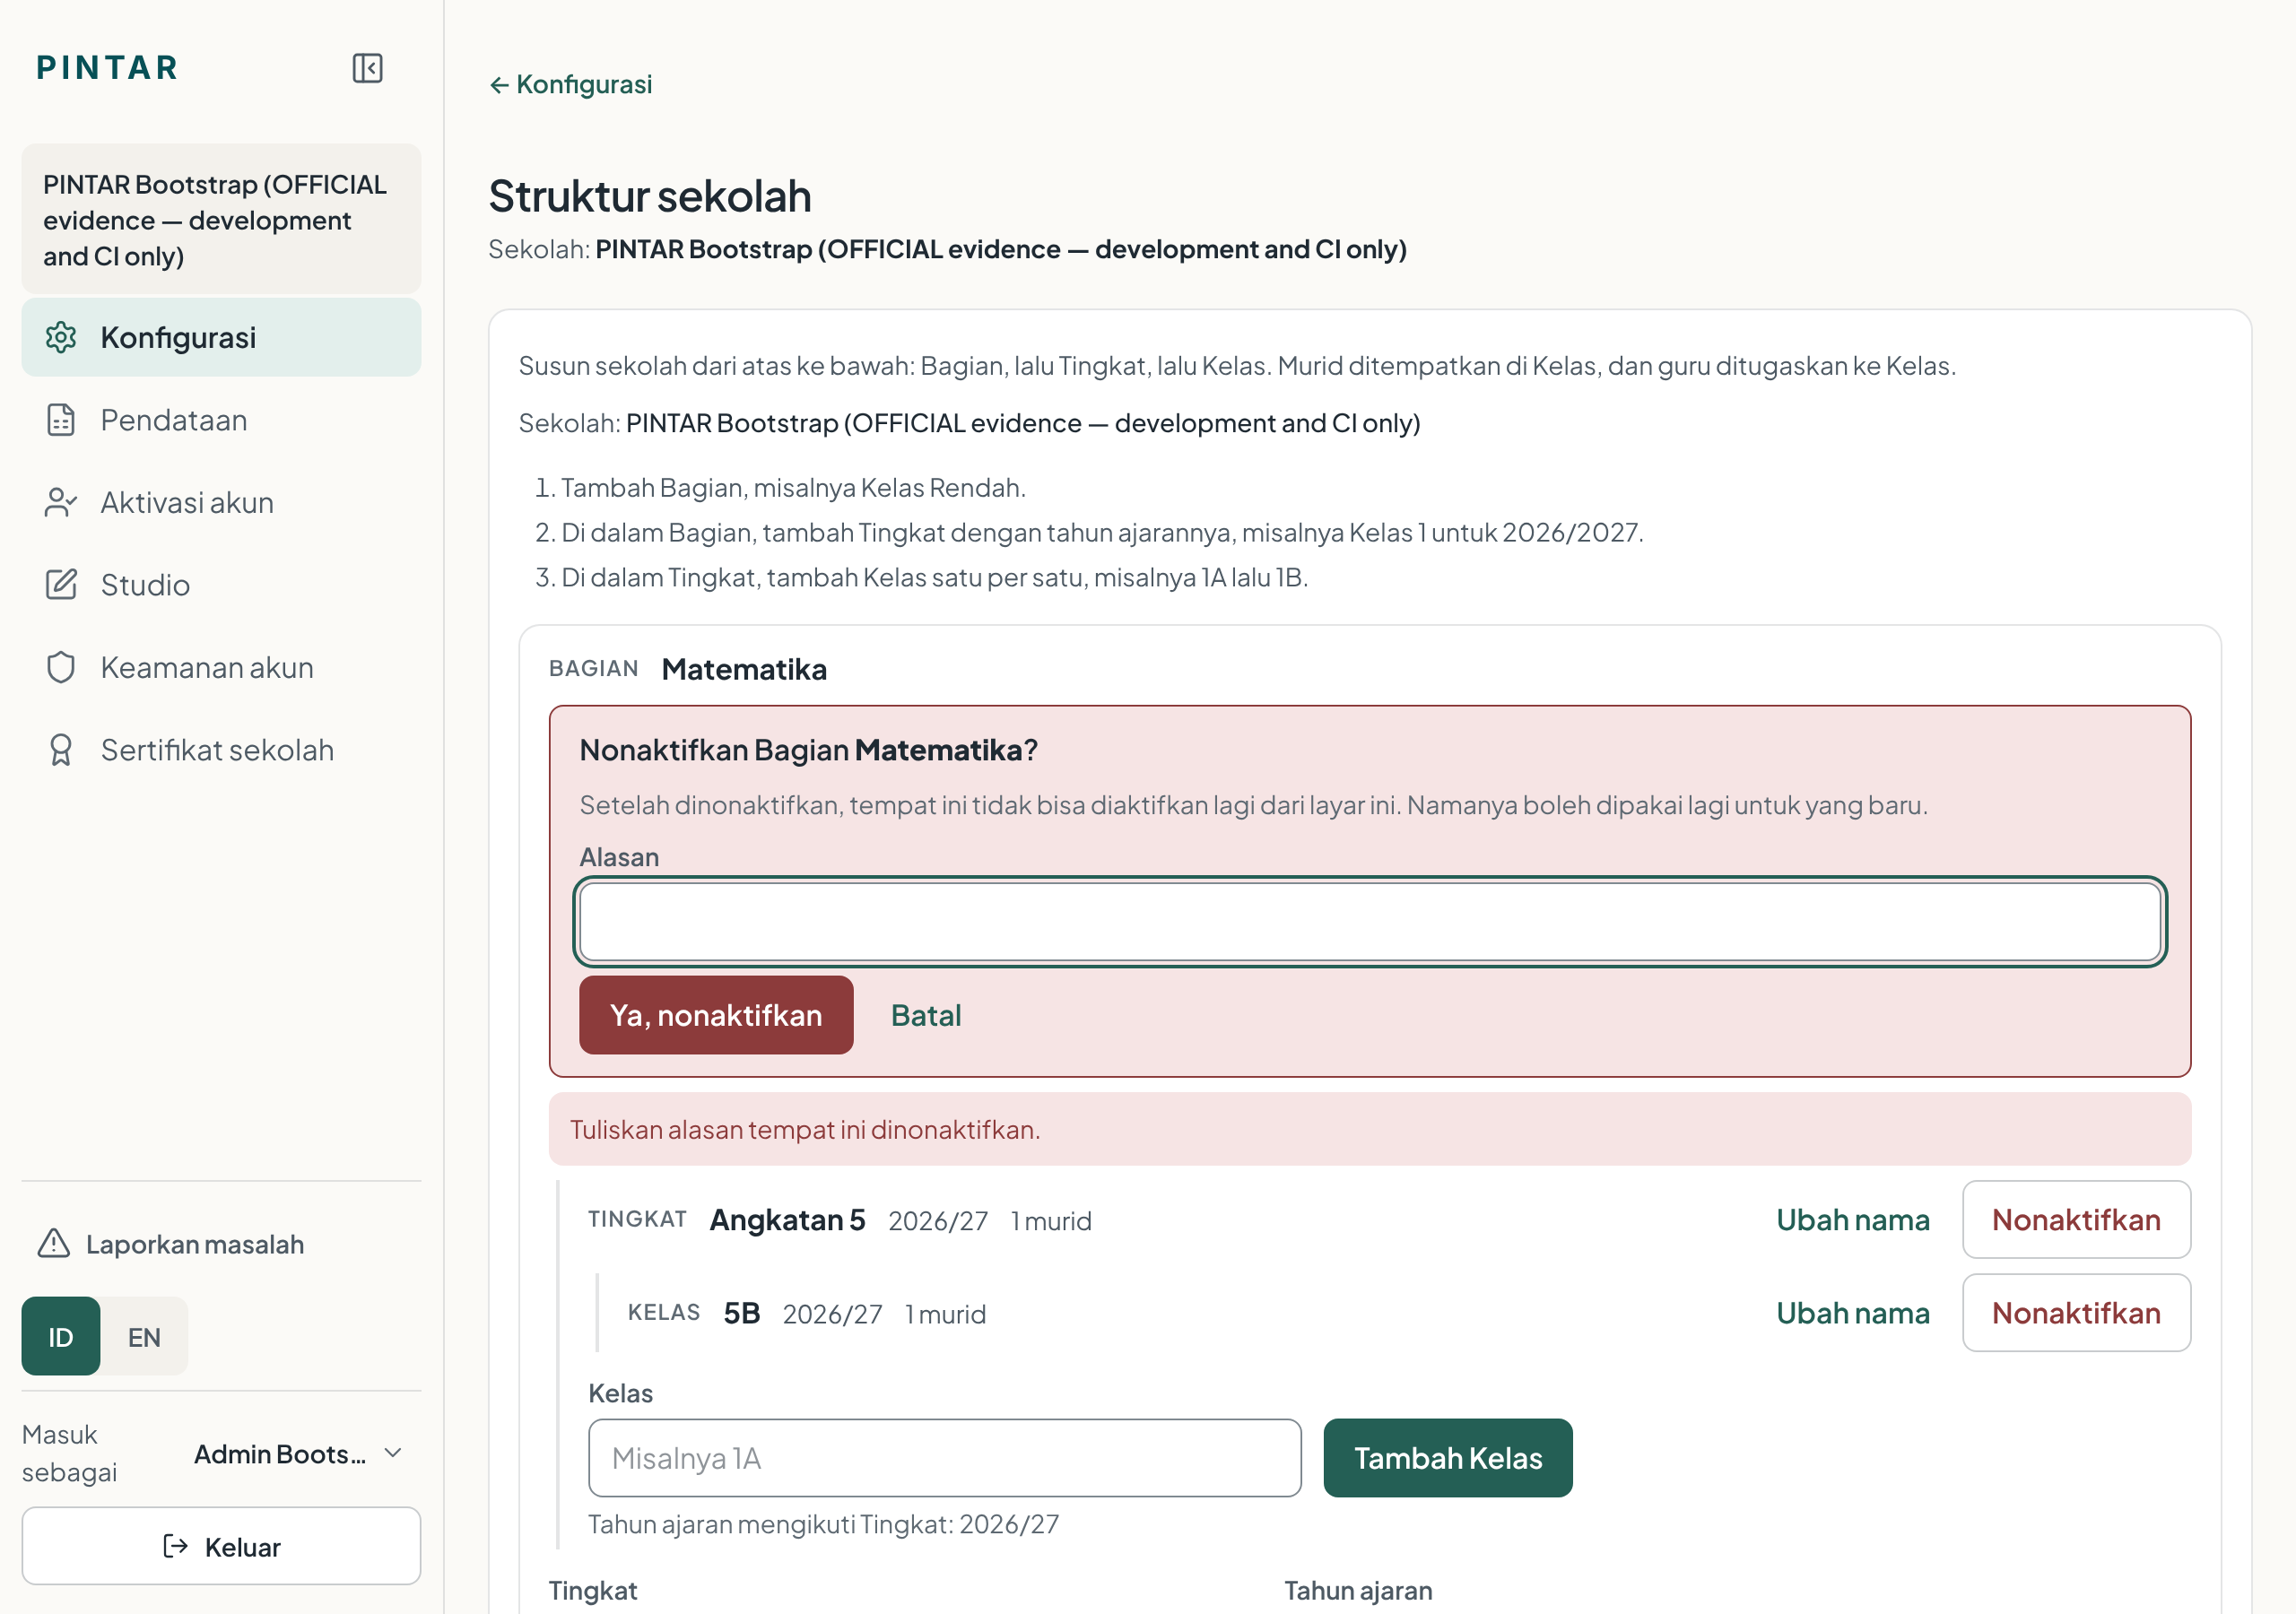 PINTAR
PINTAR Bootstrap (OFFICIAL
evidence — development
and CI only)
Konfigurasi
Pendataan
Aktivasi akun
Studio
Keamanan akun
Sertifikat sekolah
Laporkan masalah
ID EN
Masuk
sebagai
Admin Boots...
Keluar
← Konfigurasi
Struktur sekolah
Sekolah: PINTAR Bootstrap (OFFICIAL evidence — development and CI only)
Susun sekolah dari atas ke bawah: Bagian, lalu Tingkat, lalu Kelas. Murid ditempatkan di Kelas, dan guru ditugaskan ke Kelas.
Sekolah: PINTAR Bootstrap (OFFICIAL evidence — development and CI only)
1. Tambah Bagian, misalnya Kelas Rendah.
2. Di dalam Bagian, tambah Tingkat dengan tahun ajarannya, misalnya Kelas 1 untuk 2026/2027.
3. Di dalam Tingkat, tambah Kelas satu per satu, misalnya 1A lalu 1B.
BAGIAN Matematika
Nonaktifkan Bagian Matematika?
Setelah dinonaktifkan, tempat ini tidak bisa diaktifkan lagi dari layar ini. Namanya boleh dipakai lagi untuk yang baru.
Alasan
Ya, nonaktifkan Batal
Tuliskan alasan tempat ini dinonaktifkan.
TINGKAT Angkatan 5 2026/27 1 murid Ubah nama Nonaktifkan
KELAS 5B 2026/27 1 murid Ubah nama Nonaktifkan
Kelas
Misalnya 1A Tambah Kelas
Tahun ajaran mengikuti Tingkat: 2026/27
Tingkat Tahun ajaran